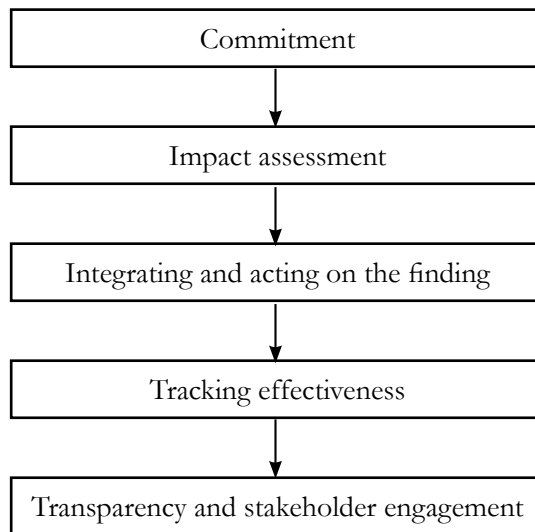 Commitment
Impact assessment
Integrating and acting on the finding
Tracking effectiveness
Transparency and stakeholder engagement